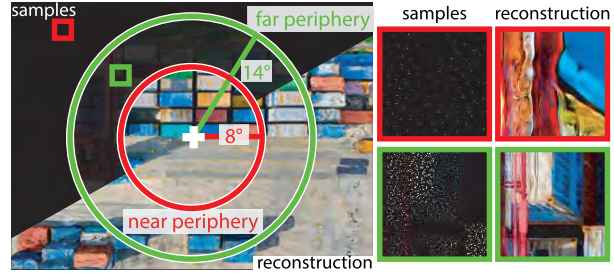 samples
far periphery
14°
8°
near periphery
reconstruction
samples
reconstruction